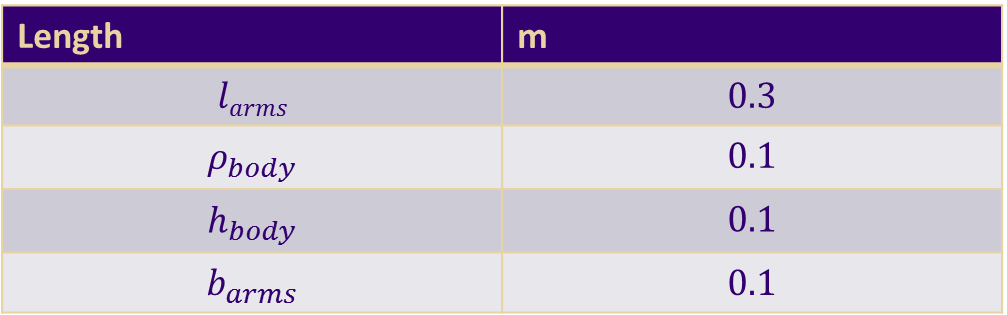 Length m
l_arms 0.3
ρ_body 0.1
h_body 0.1
b_arms 0.1